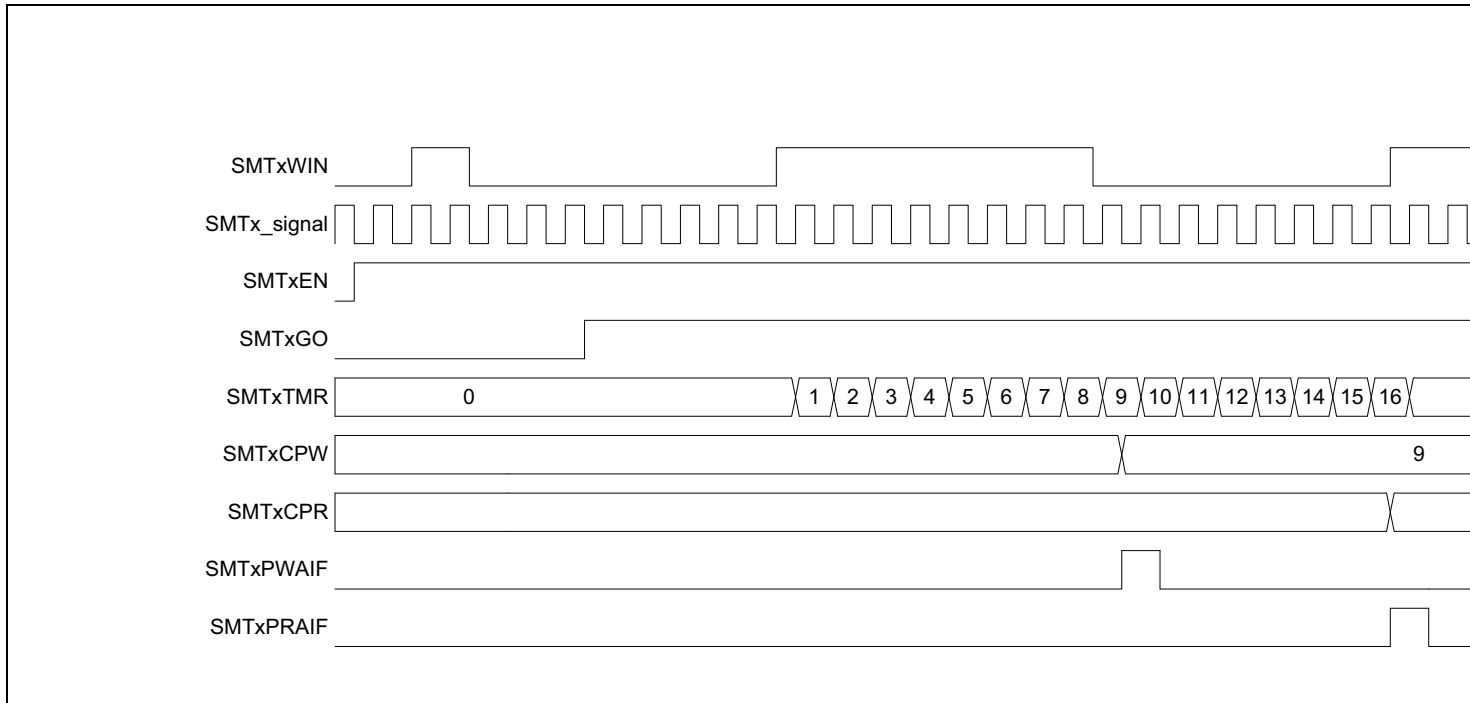 SMTxWIN
SMTx_signal
SMTxEN
SMTxGO
SMTxTMR 0 1 2 3 4 5 6 7 8 9 10 11 12 13 14 15 16
SMTxCPW 9
SMTxCPR
SMTxPWAIF
SMTxPRAIF